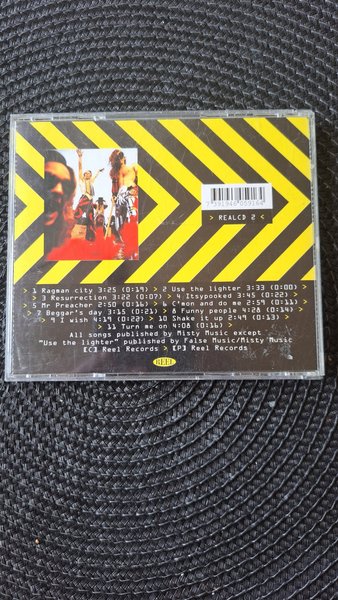 7 391946 059164
> REALCD 2 <
> 1 Ragman city 3:25 (0:19) > 2 Use the lighter 3:33 (0:00)
> 3 Resurrection 3:22 (0:07) > 4 Itsypooked 3:45 (0:22)
> 5 Mr Preacher 2:50 (0:16) > 6 C'mon and do me 2:59 (0:11)
> 7 Beggar's day 3:15 (0:21) > 8 Funny people 4:28 (0:14)
> 9 I wish 4:19 (0:22) > 10 Shake it up 2:49 (0:13)
> 11 Turn me on 4:08 (0:16) >
All songs published by Misty Music except
"Use the lighter" published by False Music/Misty Music
[C] Reel Records > [P] Reel Records
REEL